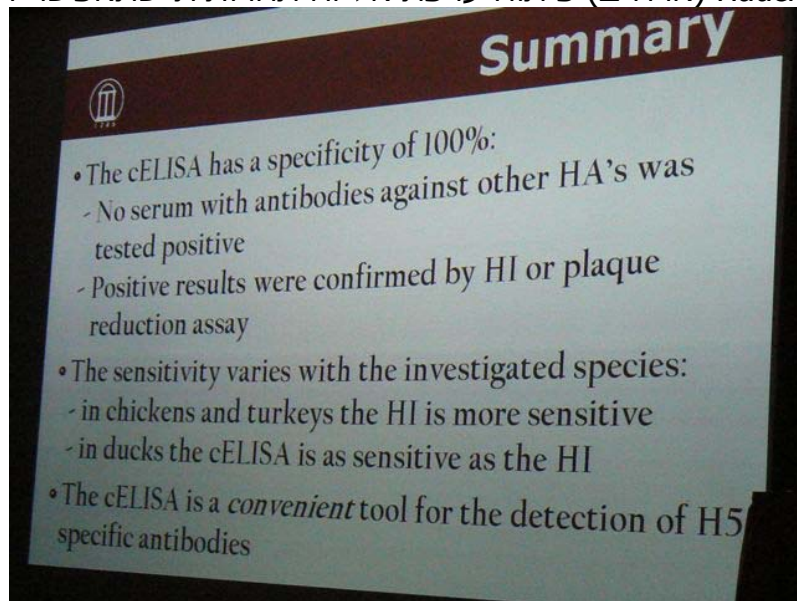 Summary
1785
•The cELISA has a specificity of 100%:
- No serum with antibodies against other HA's was
tested positive
- Positive results were confirmed by HI or plaque
reduction assay
•The sensitivity varies with the investigated species:
- in chickens and turkeys the HI is more sensitive
- in ducks the cELISA is as sensitive as the HI
•The cELISA is a convenient tool for the detection of H5
specific antibodies